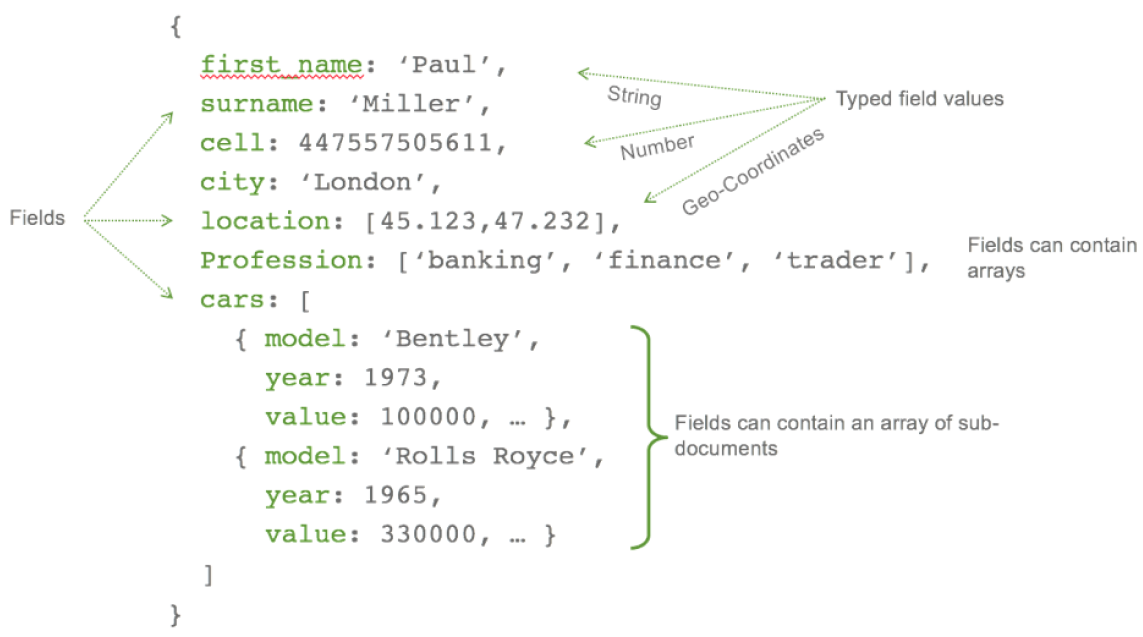 {
first_name: ‘Paul’,
surname: ‘Miller’,
cell: 447557505611,
city: ‘London’,
location: [45.123,47.232],
Profession: [‘banking’, ‘finance’, ‘trader’],
cars: [
{ model: ‘Bentley’,
year: 1973,
value: 100000, … },
{ model: ‘Rolls Royce’,
year: 1965,
value: 330000, … }
]
}
Fields
String
Number
Geo-Coordinates
Typed field values
Fields can contain
arrays
Fields can contain an array of sub-
documents